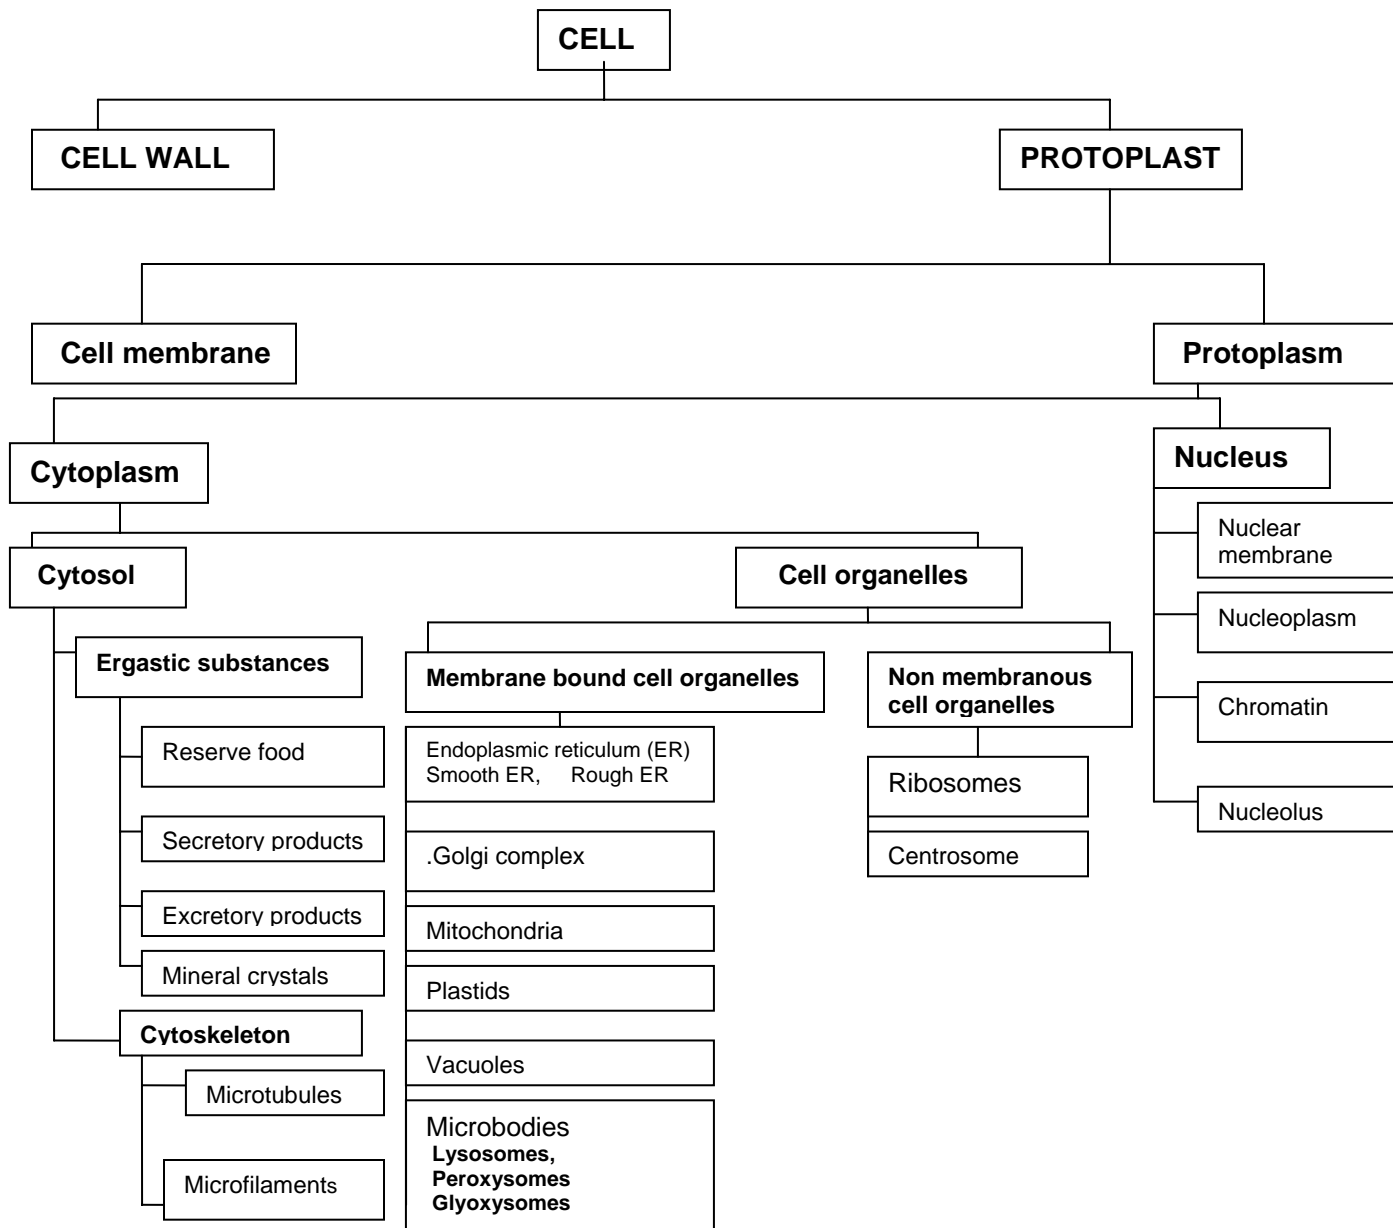 CELL
CELL WALL
PROTOPLAST
Cell membrane
Protoplasm
Cytoplasm
Nucleus
Nuclear
membrane
Nucleoplasm
Chromatin
Nucleolus
Cytosol
Cell organelles
Ergastic substances
Reserve food
Secretory products
Excretory products
Mineral crystals
Cytoskeleton
Microtubules
Microfilaments
Membrane bound cell organelles
Endoplasmic reticulum (ER)
Smooth ER, Rough ER
.Golgi complex
Mitochondria
Plastids
Vacuoles
Microbodies
Lysosomes,
Peroxysomes
Glyoxysomes
Non membranous
cell organelles
Ribosomes
Centrosome